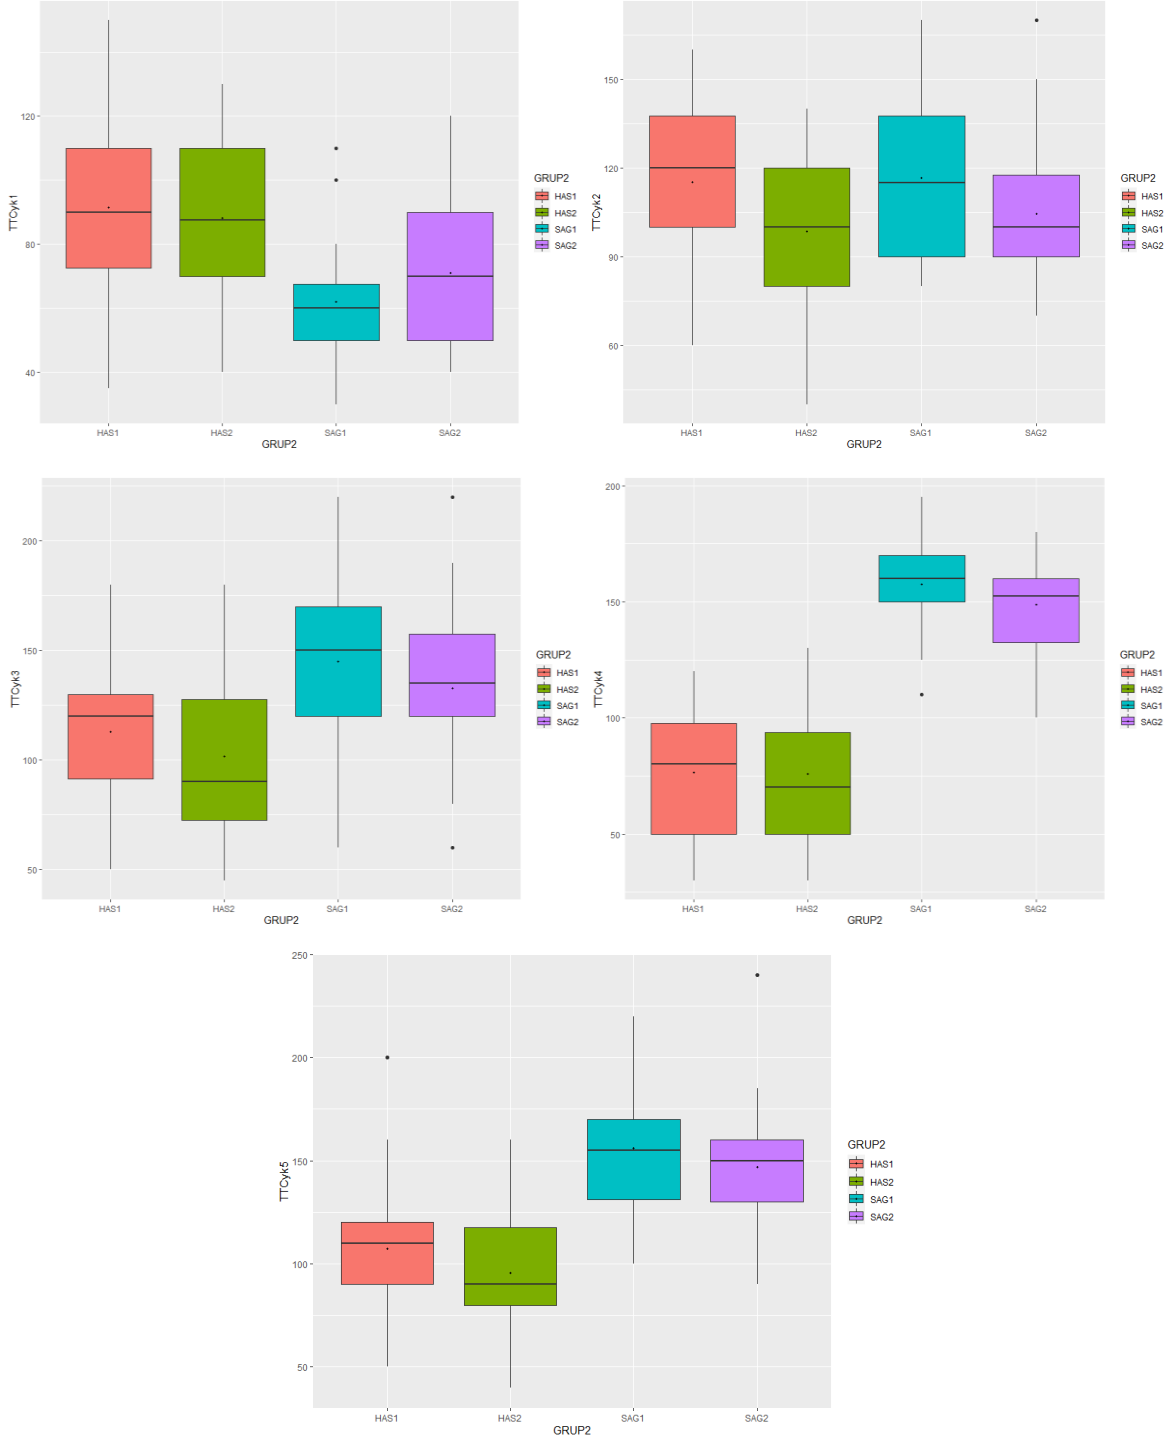 TTCyk1
120
80
40
HAS1 HAS2 SAG1 SAG2
GRUP2
GRUP2
HAS1
HAS2
SAG1
SAG2
TTCyk2
150
120
90
60
HAS1 HAS2 SAG1 SAG2
GRUP2
GRUP2
HAS1
HAS2
SAG1
SAG2
TTCyk3
200
150
100
50
HAS1 HAS2 SAG1 SAG2
GRUP2
GRUP2
HAS1
HAS2
SAG1
SAG2
TTCyk4
200
150
100
50
HAS1 HAS2 SAG1 SAG2
GRUP2
GRUP2
HAS1
HAS2
SAG1
SAG2
TTCyk5
250
200
150
100
50
HAS1 HAS2 SAG1 SAG2
GRUP2
GRUP2
HAS1
HAS2
SAG1
SAG2